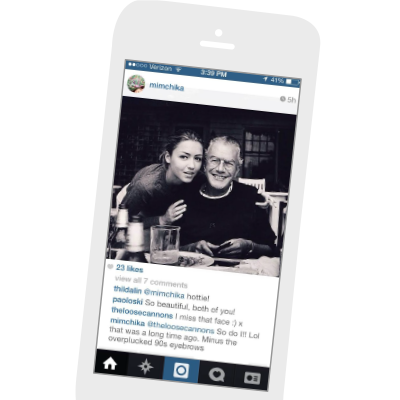 Verizon 3:39 PM 41%
mimchika 5h
23 likes
view all 7 comments
thildalin @mimchika hottie!
paoloski So beautiful, both of you!
theloosecannons I miss that face :) x
mimchika @theloosecannons So do I!! Lol
that was a long time ago. Minus the
overplucked 90s eyebrows